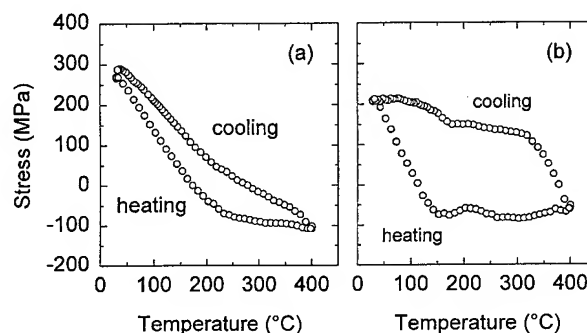 400
300
200
100
0
-100
-200
Stress (MPa)
(a)
cooling
heating
0 100 200 300 400
Temperature (°C)
(b)
cooling
heating
0 100 200 300 400
Temperature (°C)